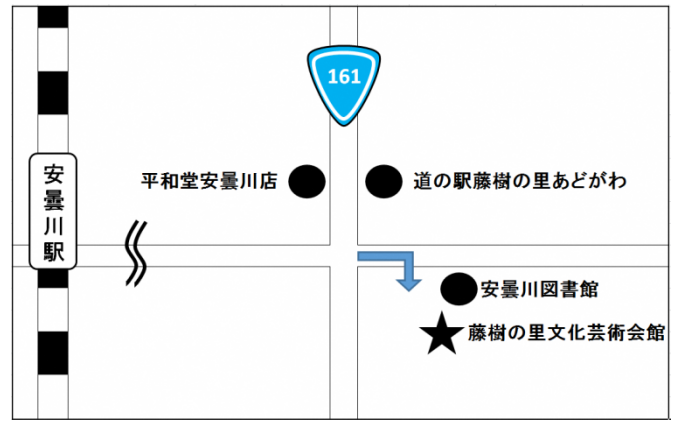 161
平和堂安曇川店
道の駅藤樹の里あどがわ
安曇川駅
安曇川図書館
藤樹の里文化芸術会館